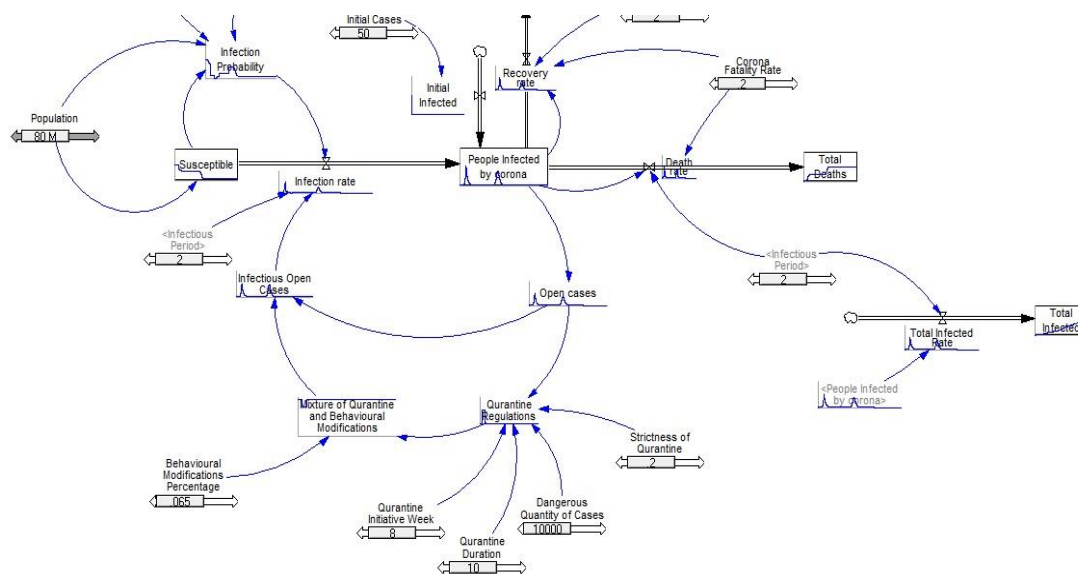 2
Initial Cases
50
Infection
Probability
Initial
Infected
Recovery
rate
Corona
Fatality Rate
.2
Population
80 M
Susceptible
People Infected
by corona
Death
rate
Total
Deaths
Infection rate
<Infectious
Period>
2
<Infectious
Period>
2
Infectious Open
Cases
Open cases
Total Infected
Rate
Total
Infected
<People Infected
by corona>
Mixture of Qurantine
and Behavioural
Modifications
Qurantine
Regulations
Strictness of
Qurantine
.2
Behavioural
Modifications
Percentage
.065
Qurantine
Initiative Week
8
Dangerous
Quantity of Cases
10000
Qurantine
Duration
10